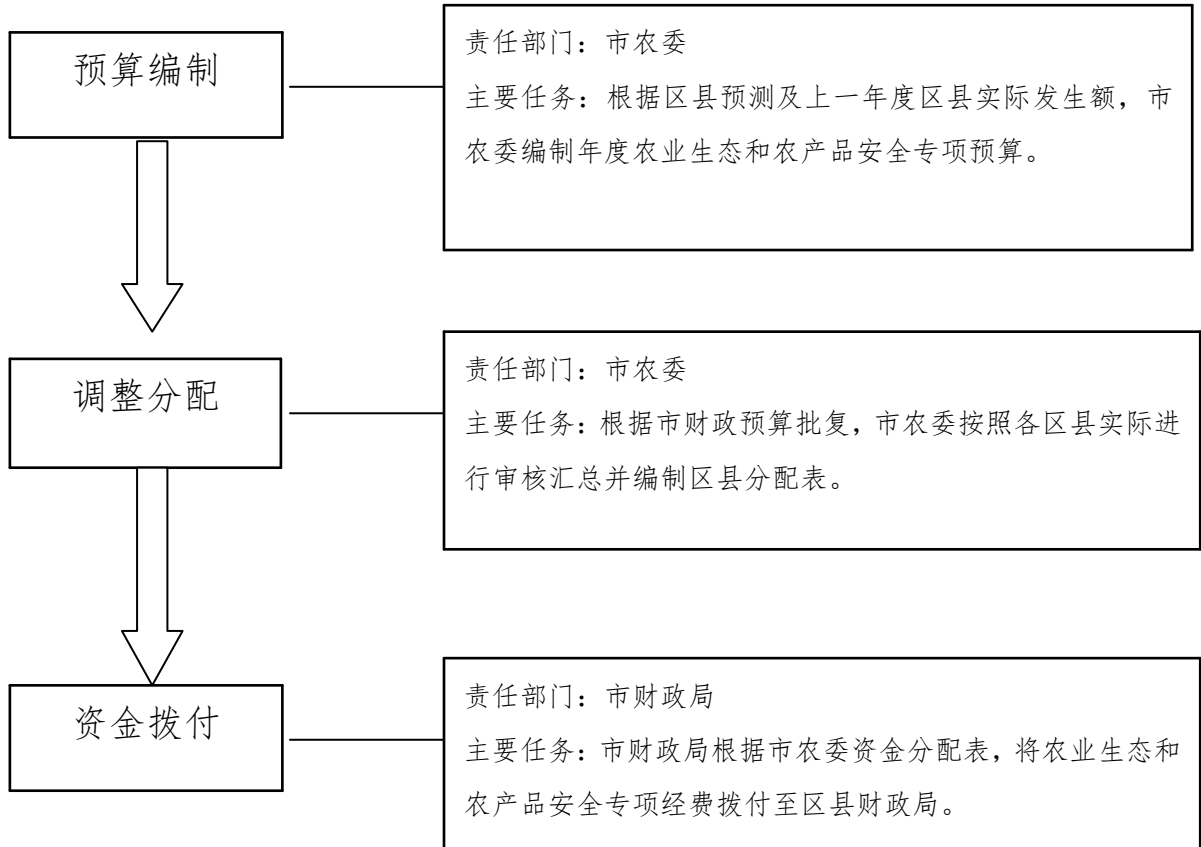 预算编制
责任部门：市农委
主要任务：根据区县预测及上一年度区县实际发生额，市
农委编制年度农业生态和农产品安全专项预算。
调整分配
责任部门：市农委
主要任务：根据市财政预算批复，市农委按照各区县实际进
行审核汇总并编制区县分配表。
资金拨付
责任部门：市财政局
主要任务：市财政局根据市农委资金分配表，将农业生态和
农产品安全专项经费拨付至区县财政局。